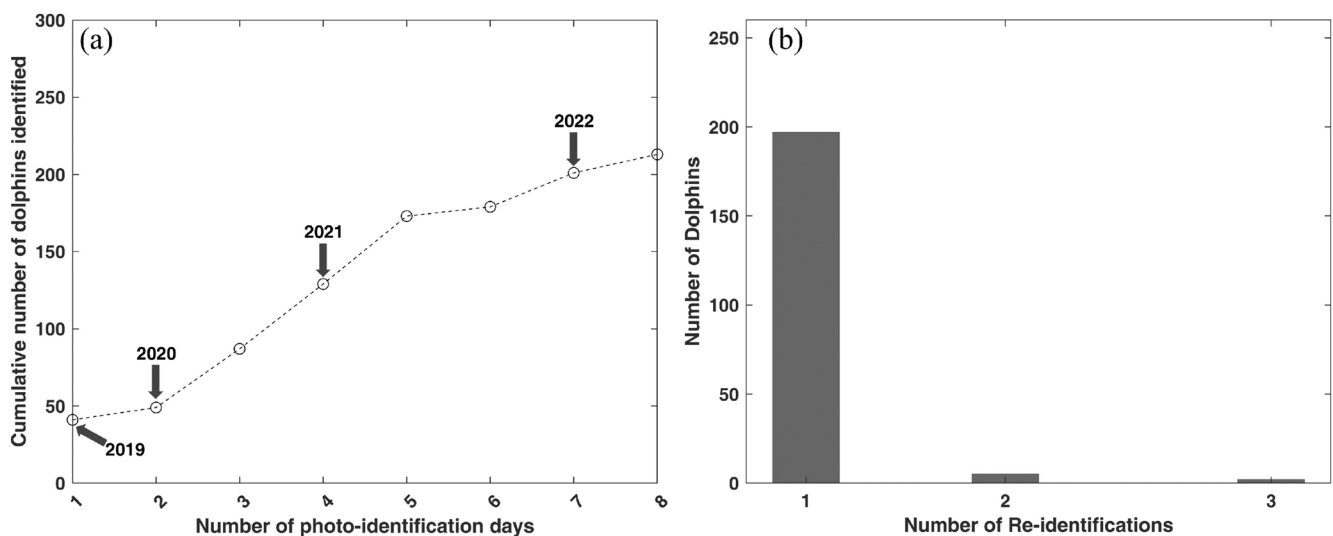 (a)
Cumulative number of dolphins identified
300
250
200
150
100
50
0
2019
2020
2021
2022
1 2 3 4 5 6 7 8
Number of photo-identification days
(b)
Number of Dolphins
250
200
150
100
50
0
1 2 3
Number of Re-identifications